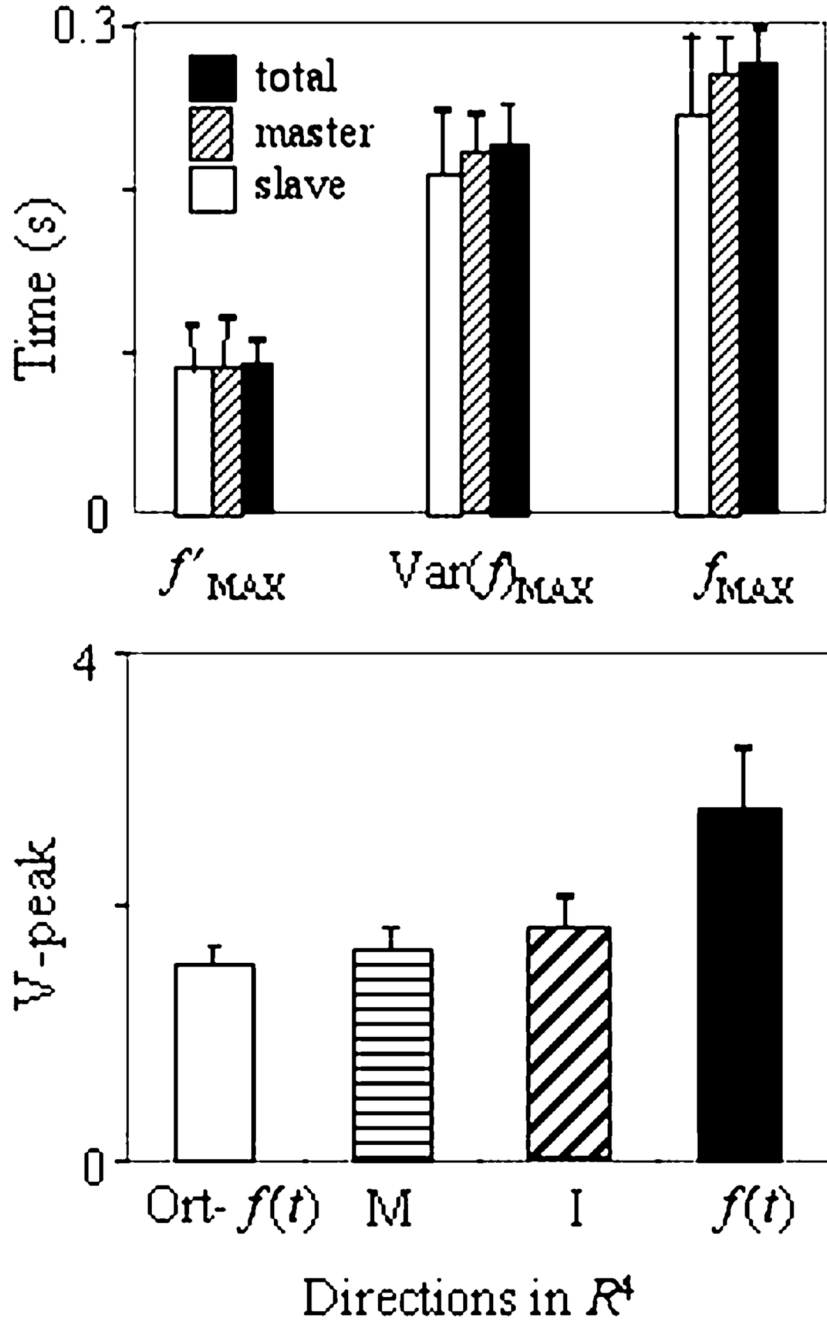 0.3
total
master
slave
Time (s)
0
f′MAX Var(f)MAX fMAX
4
V-peak
0
Ort- f(t) M I f(t)
Directions in R⁴